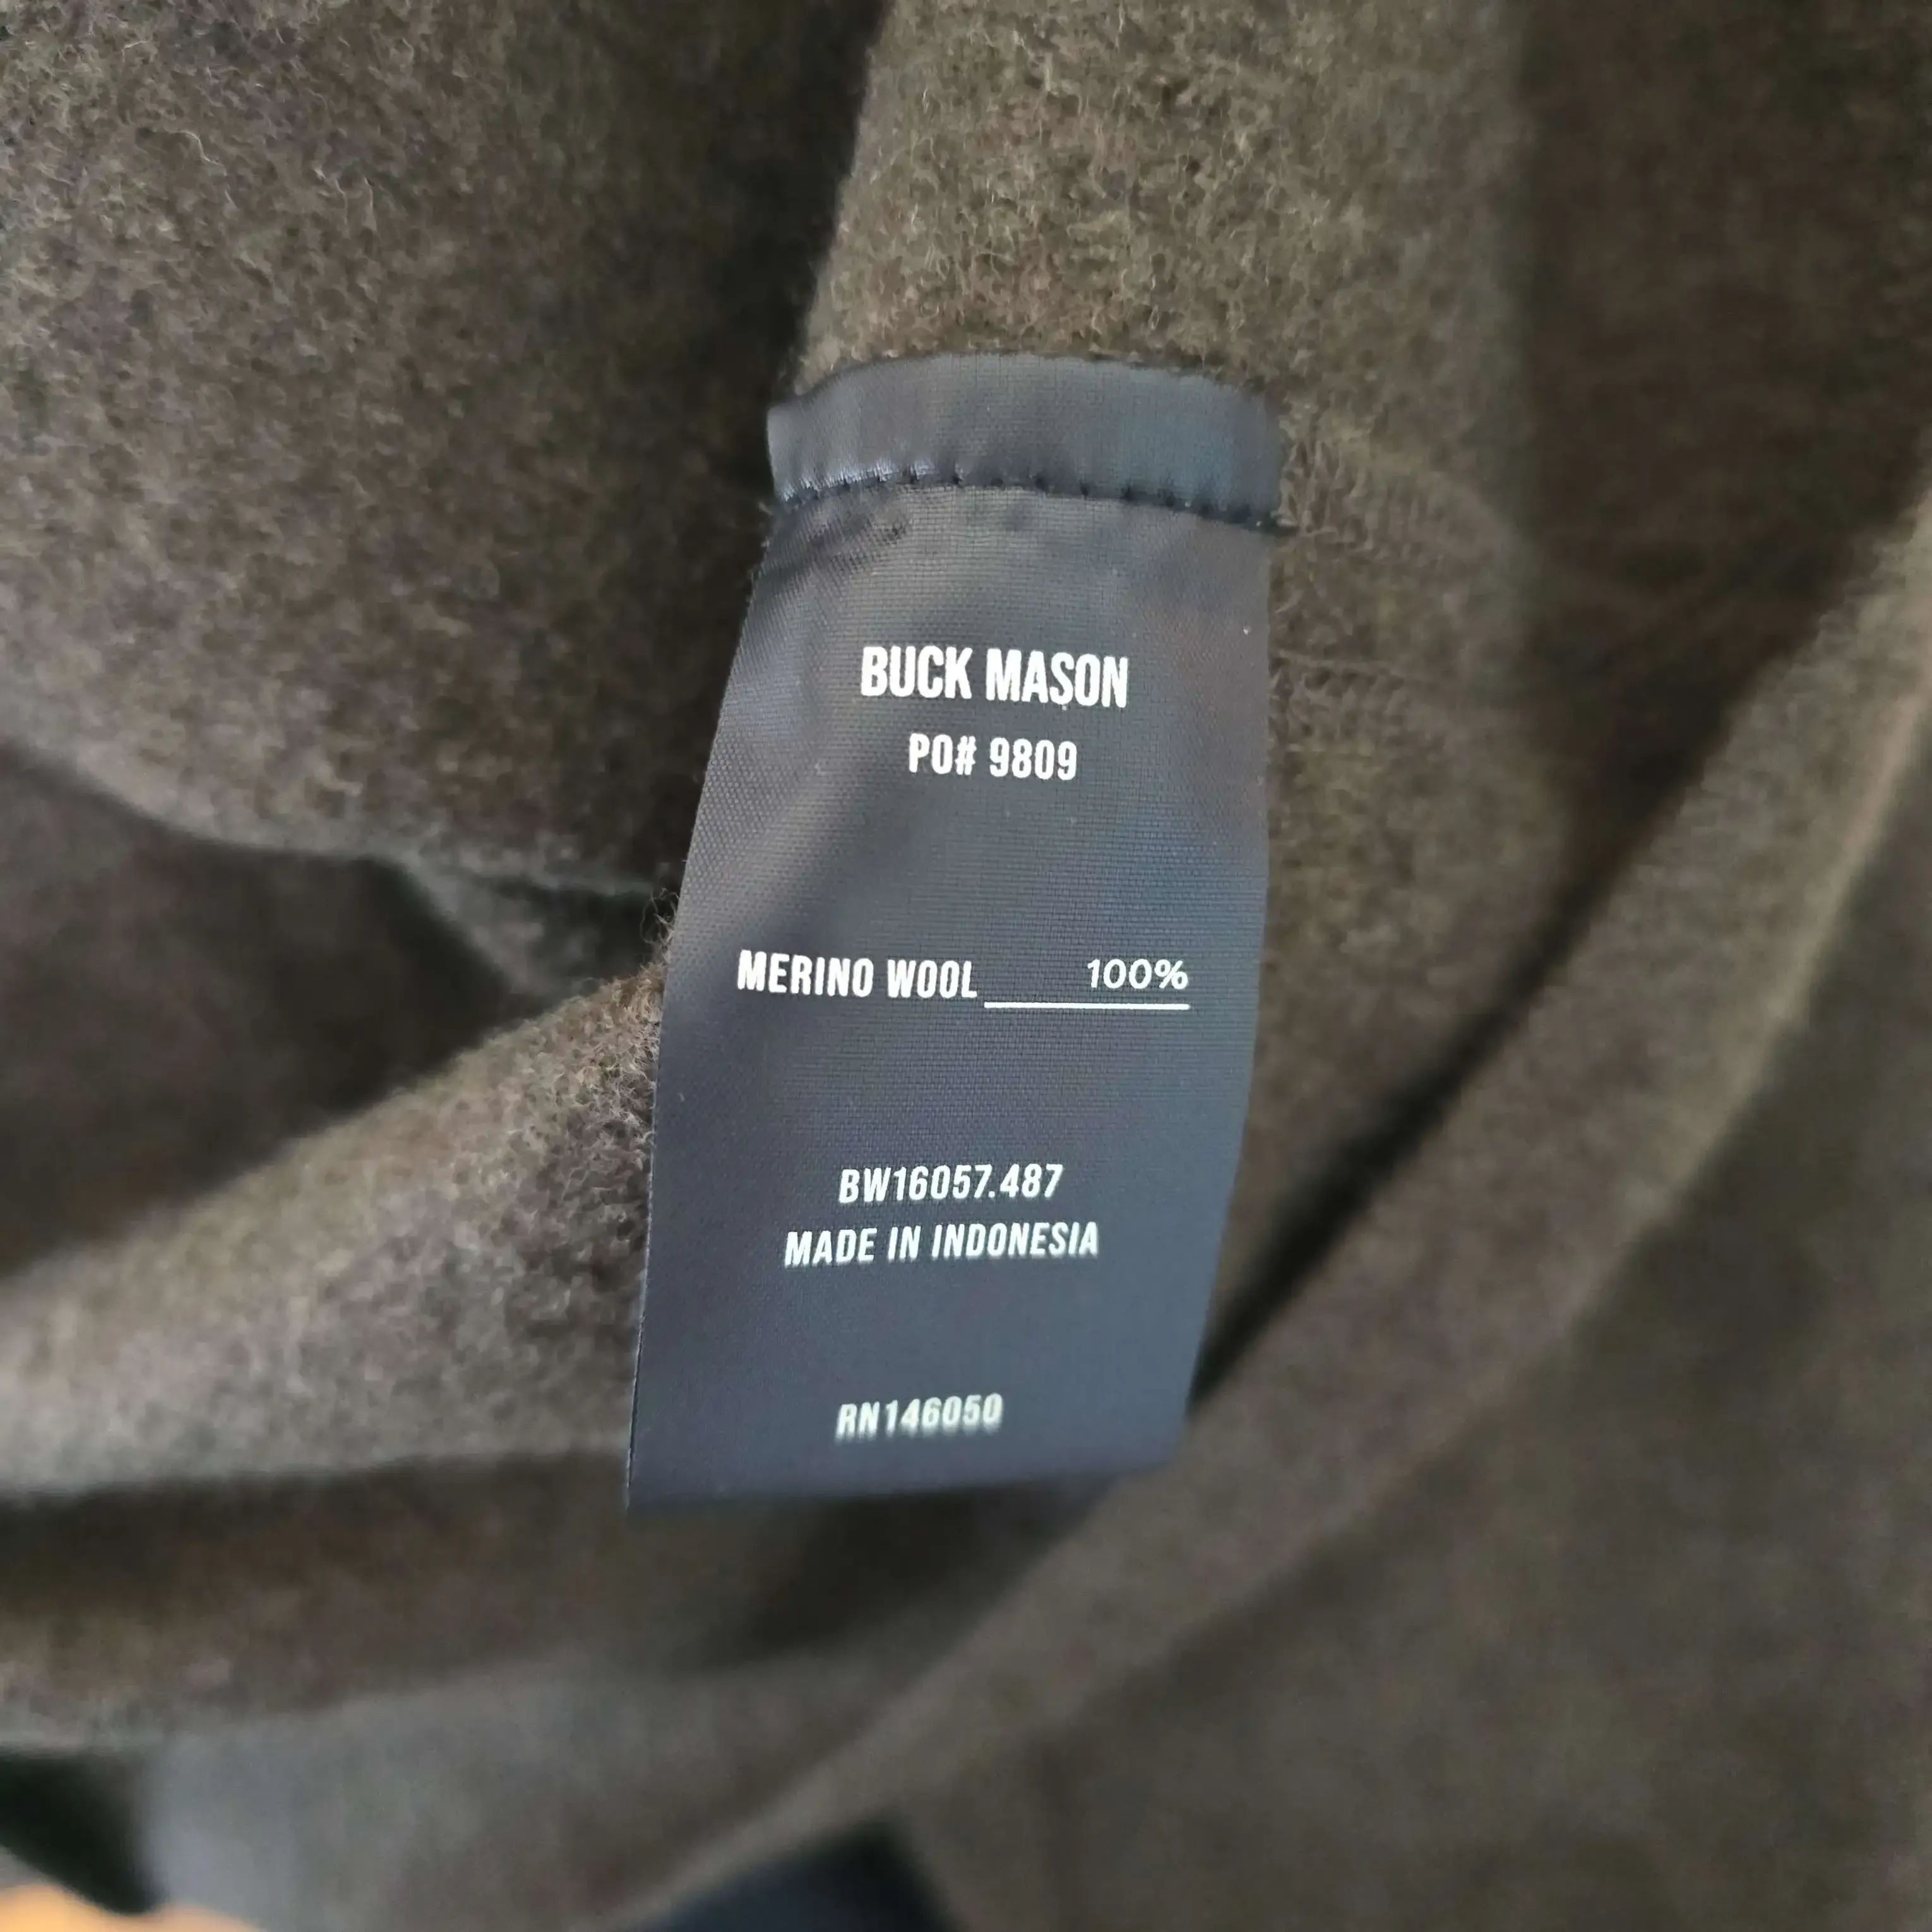 BUCK MASON
PO# 9809
MERINO WOOL 100%
BW16057.487
MADE IN INDONESIA
RN146050